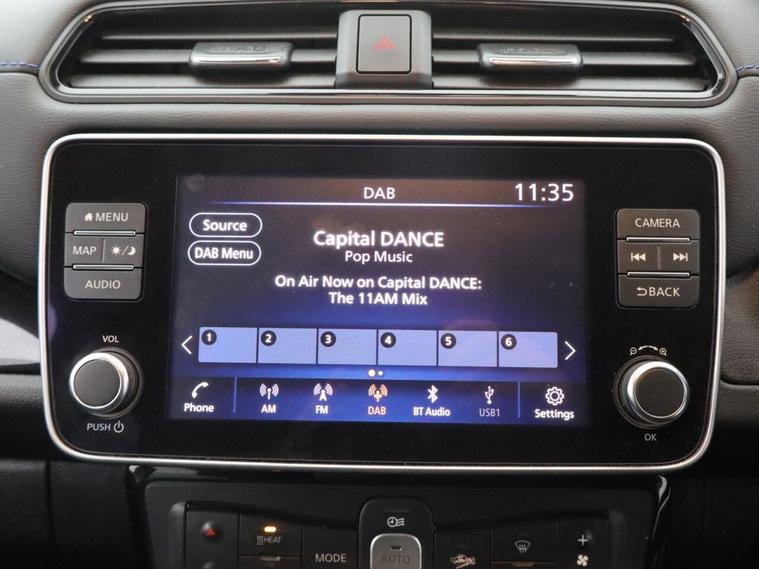 DAB
11:35
MENU
MAP
AUDIO
Source
DAB Menu
Capital DANCE
Pop Music
On Air Now on Capital DANCE:
The 11AM Mix
CAMERA
BACK
1 2 3 4 5 6
VOL
PUSH
Phone
AM
FM
DAB
BT Audio
USB1
Settings
OK
HEAT
MODE
AUTO
+